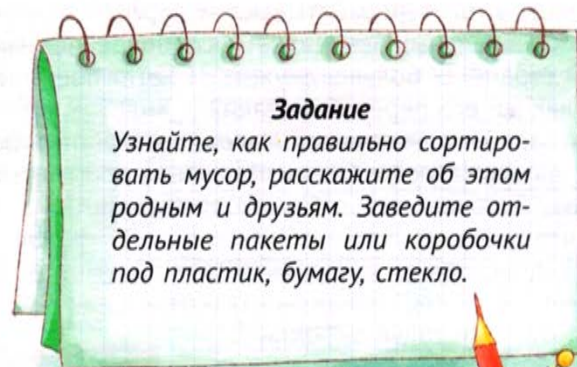 Задание
Узнайте, как правильно сортиро-
вать мусор, расскажите об этом
родным и друзьям. Заведите от-
дельные пакеты или коробочки
под пластик, бумагу, стекло.